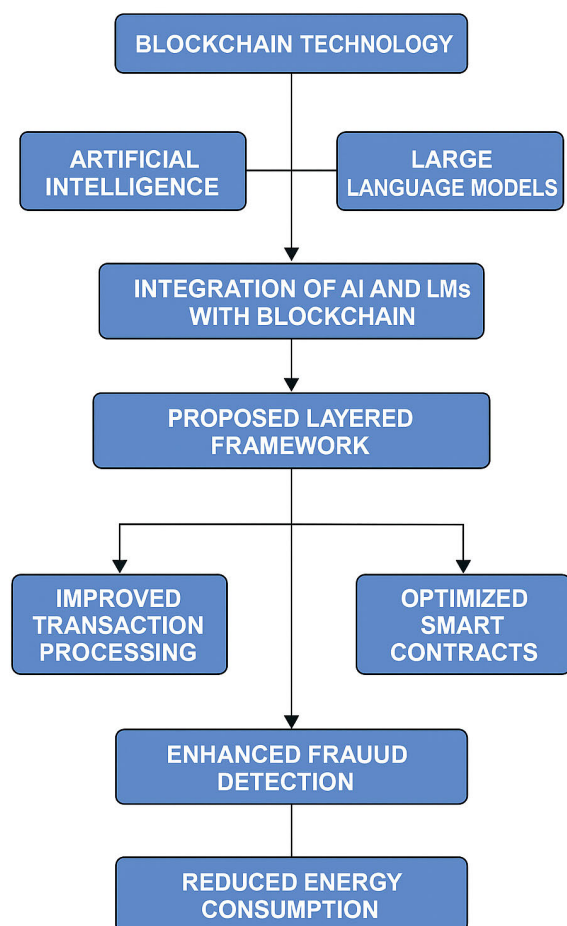 BLOCKCHAIN TECHNOLOGY
ARTIFICIAL
INTELLIGENCE
LARGE
LANGUAGE MODELS
INTEGRATION OF AI AND LMs
WITH BLOCKCHAIN
PROPOSED LAYERED
FRAMEWORK
IMPROVED
TRANSACTION
PROCESSING
OPTIMIZED
SMART
CONTRACTS
ENHANCED FRAUUD
DETECTION
REDUCED ENERGY
CONSUMPTION